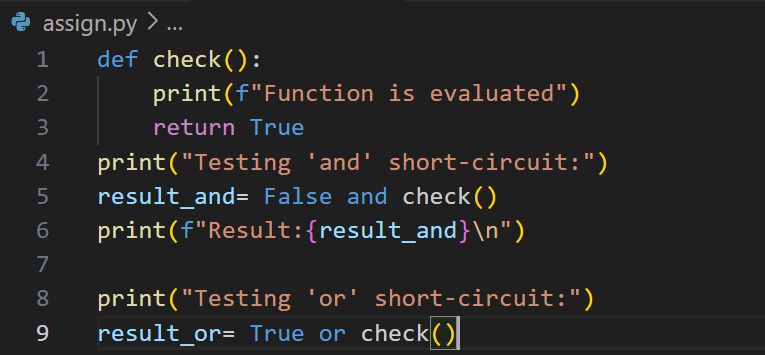 assign.py > ...
1 def check():
2     print(f"Function is evaluated")
3     return True
4 print("Testing 'and' short-circuit:")
5 result_and= False and check()
6 print(f"Result:{result_and}\n")
7
8 print("Testing 'or' short-circuit:")
9 result_or= True or check()